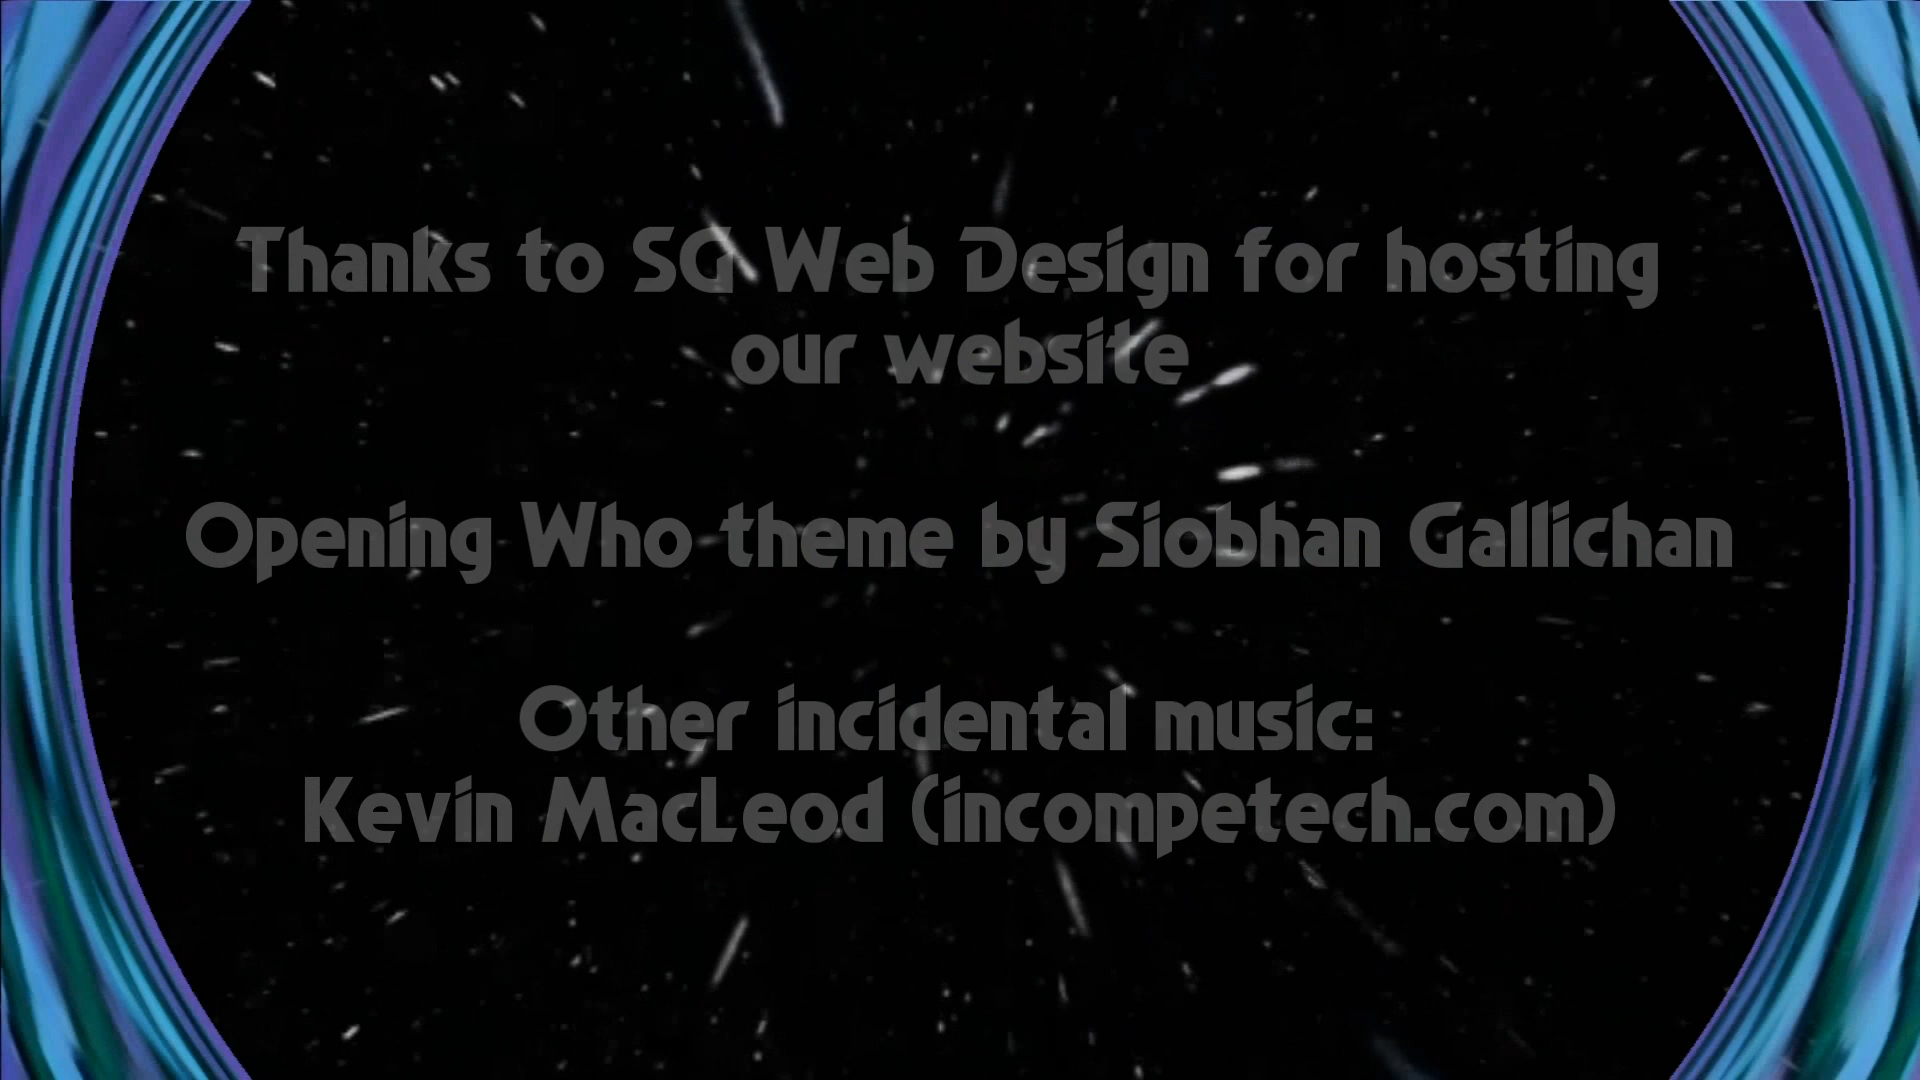 Thanks to SG Web Design for hosting
our website
Opening Who theme by Siobhan Gallichan
Other incidental music:
Kevin MacLeod (incompetech.com)